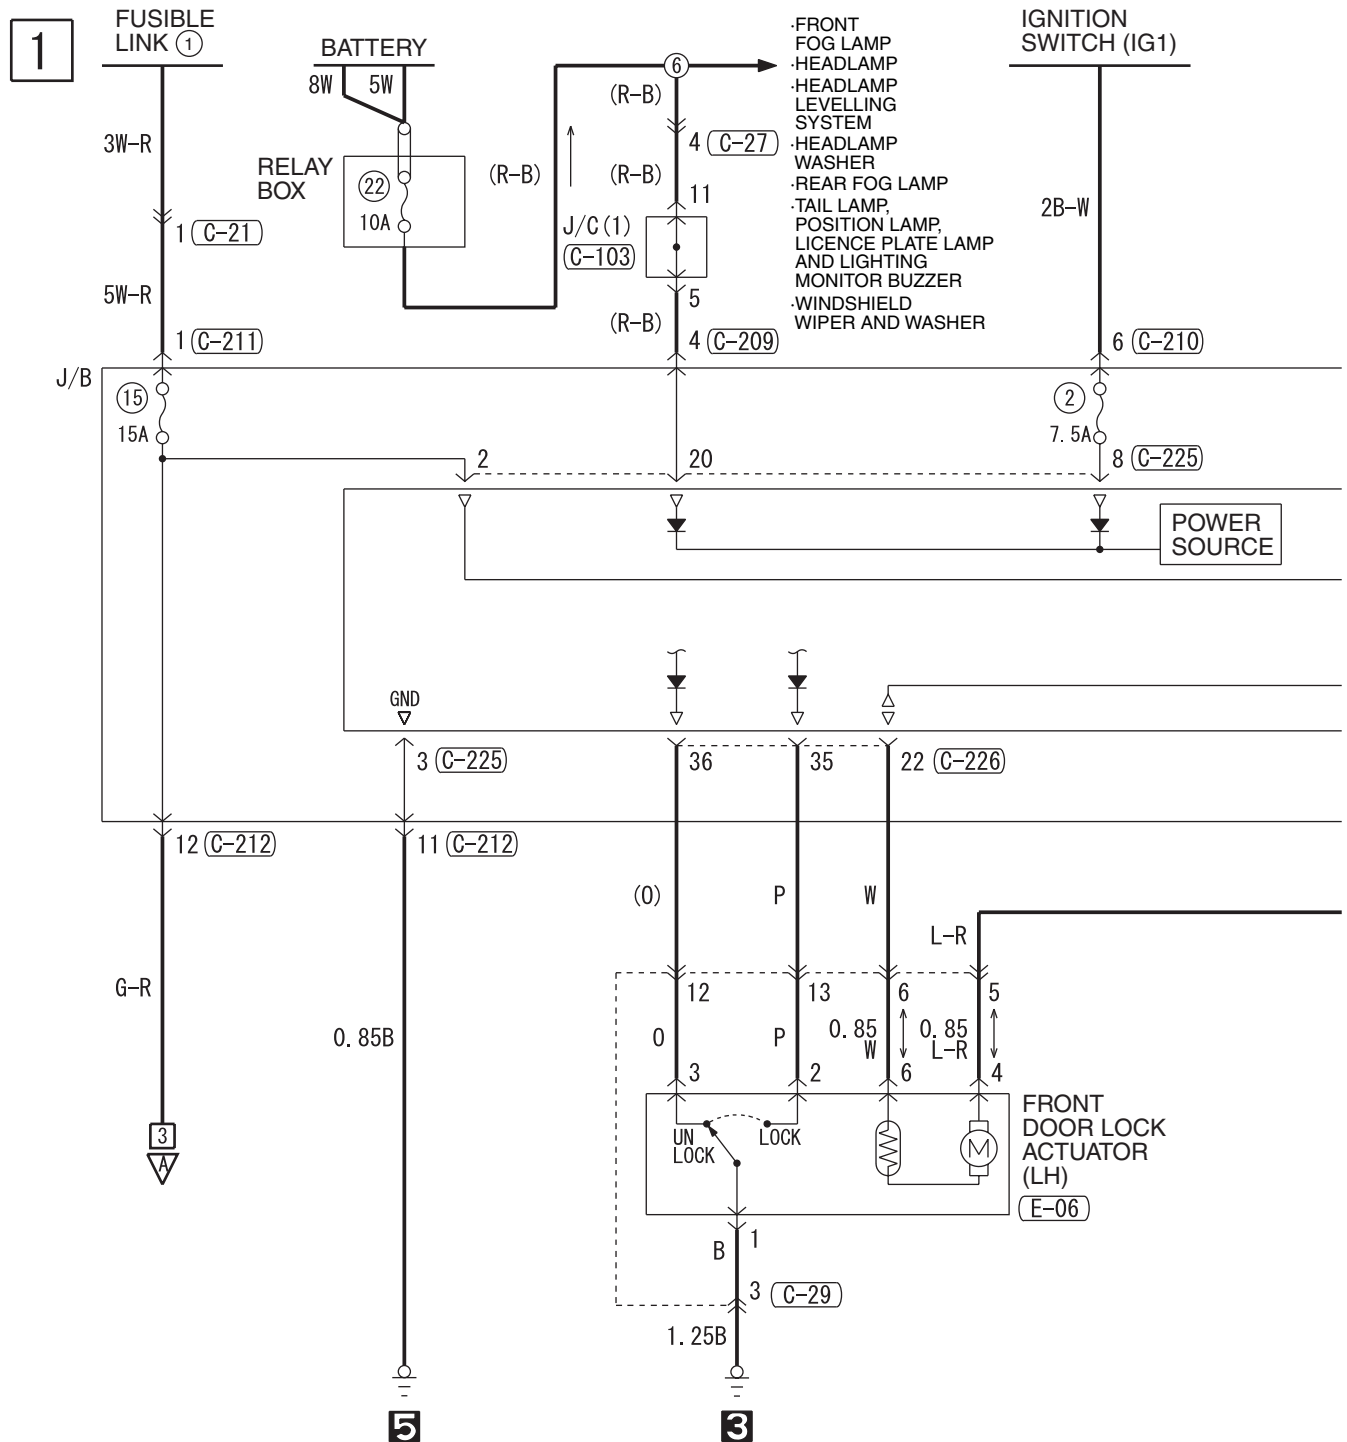 1
FUSIBLE
LINK ①
BATTERY
8W
5W
3W-R
RELAY
BOX
22
10A
(R-B)
6
(R-B)
4 (C-27)
(R-B)
11
J/C(1)
(C-103)
5
(R-B)
4 (C-209)
·FRONT
FOG LAMP
·HEADLAMP
·HEADLAMP
LEVELLING
SYSTEM
·HEADLAMP
WASHER
·REAR FOG LAMP
·TAIL LAMP,
POSITION LAMP,
LICENCE PLATE LAMP
AND LIGHTING
MONITOR BUZZER
·WINDSHIELD
WIPER AND WASHER
IGNITION
SWITCH (IG1)
2B-W
6 (C-210)
1 (C-21)
5W-R
1 (C-211)
J/B
15
15A
2
20
2
7.5A
8 (C-225)
POWER
SOURCE
GND
3 (C-225)
36
35
22 (C-226)
12 (C-212)
11 (C-212)
(O)
P
W
L-R
G-R
0.85B
12
13
6
5
O
P
0.85
W
0.85
L-R
3
2
6
4
UN
LOCK
LOCK
M
FRONT
DOOR LOCK
ACTUATOR
(LH)
E-06
3
A
1
B
3 (C-29)
1.25B
5
3